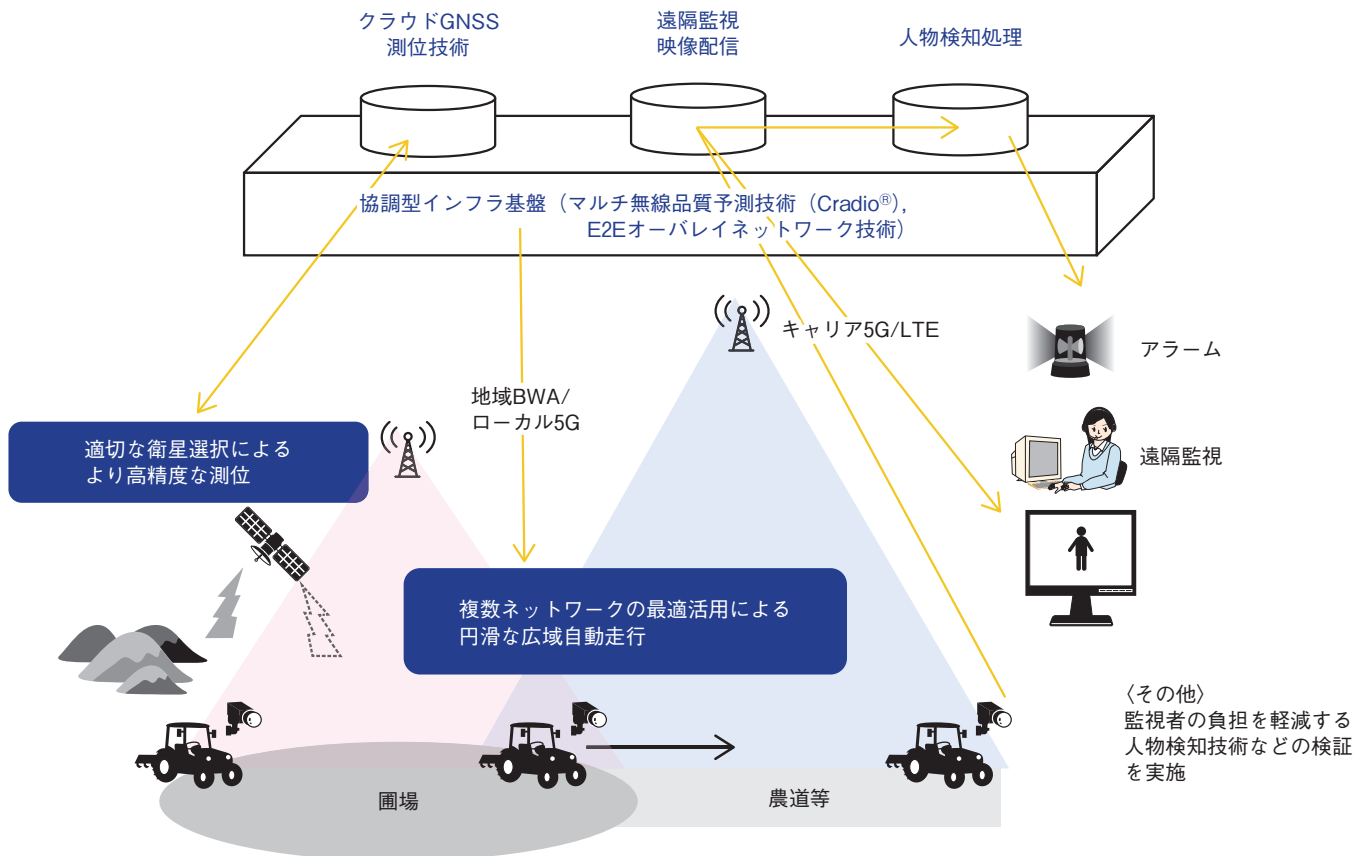 クラウドGNSS
測位技術
遠隔監視
映像配信
人物検知処理
協調型インフラ基盤（マルチ無線品質予測技術（Cradio®），
E2Eオーバレイネットワーク技術）
キャリア5G/LTE
アラーム
地域BWA/
ローカル5G
適切な衛星選択による
より高精度な測位
遠隔監視
複数ネットワークの最適活用による
円滑な広域自動走行
〈その他〉
監視者の負担を軽減する
人物検知技術などの検証
を実施
圃場
農道等